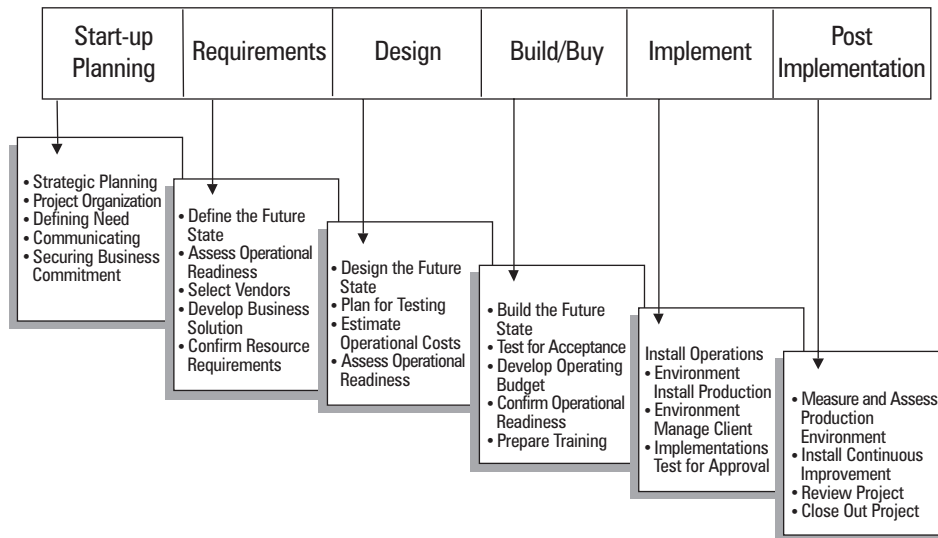 Start-up
Planning
Requirements
Design
Build/Buy
Implement
Post
Implementation
• Strategic Planning
• Project Organization
• Defining Need
• Communicating
• Securing Business
Commitment
• Define the Future
State
• Assess Operational
Readiness
• Select Vendors
• Develop Business
Solution
• Confirm Resource
Requirements
• Design the Future
State
• Plan for Testing
• Estimate
Operational Costs
• Assess Operational
Readiness
• Build the Future
State
• Test for Acceptance
• Develop Operating
Budget
• Confirm Operational
Readiness
• Prepare Training
Install Operations
• Environment
Install Production
• Environment
Manage Client
• Implementations
Test for Approval
• Measure and Assess
Production
Environment
• Install Continuous
Improvement
• Review Project
• Close Out Project